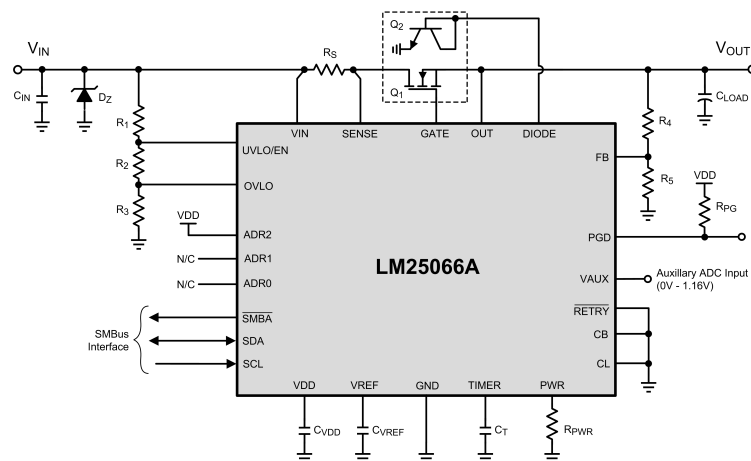 Q2
VIN
RS
VOUT
CIN
DZ
Q1
CLOAD
R1
R4
VIN
SENSE
GATE
OUT
DIODE
UVLO/EN
R2
FB
OVLO
R5
VDD
R3
RPG
VDD
ADR2
PGD
LM25066A
N/C
ADR1
VAUX
Auxillary ADC Input
(0V - 1.16V)
N/C
ADR0
RETRY
SMBus
Interface
SMBA
CB
SDA
SCL
CL
VDD
VREF
GND
TIMER
PWR
CVDD
CVREF
CT
RPWR